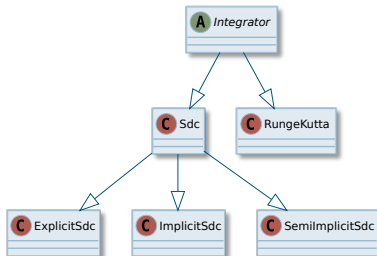 A Integrator
C Sdc
C RungeKutta
C ExplicitSdc
C ImplicitSdc
C SemiImplicitSdc